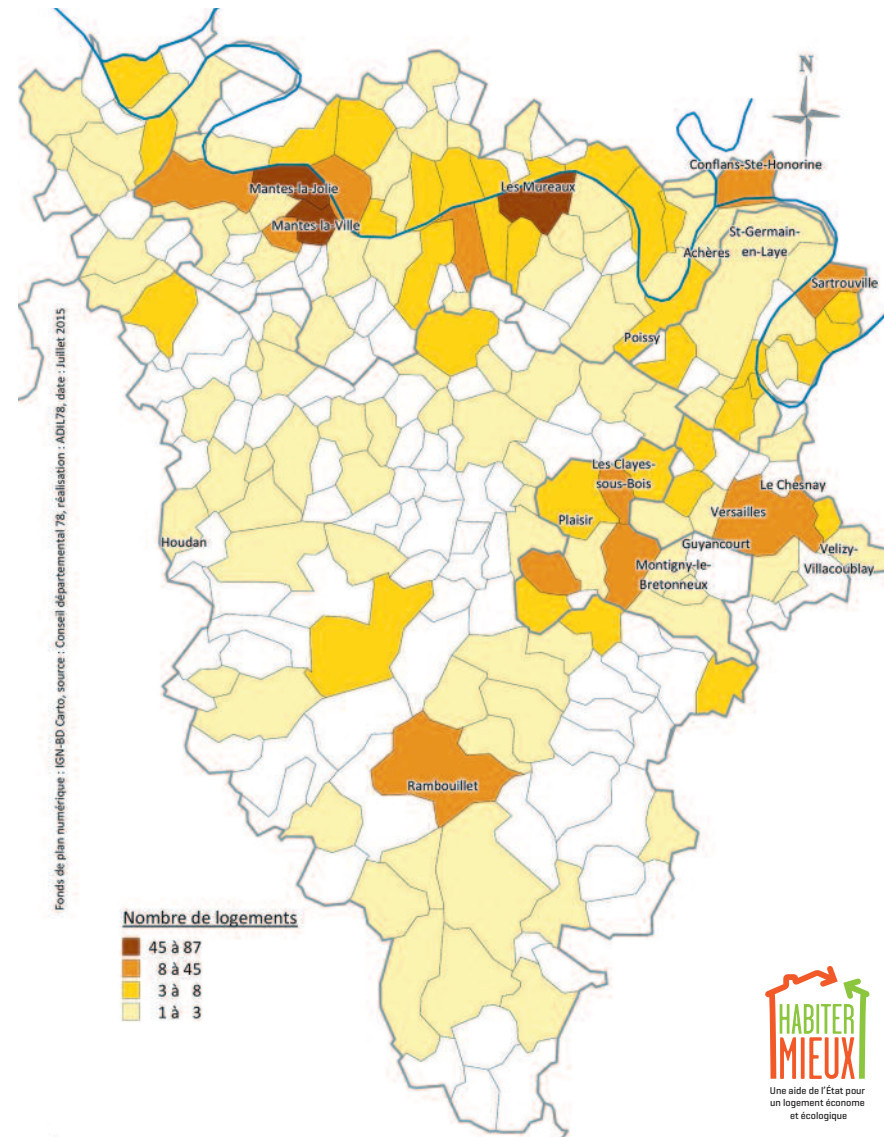 N
Conflans-Ste-Honorine
Mantes-la-Jolie
Les Mureaux
Mantes-la-Ville
St-Germain-
en-Laye
Achères
Sartrouville
Poissy
Les Clayes-
sous-Bois
Le Chesnay
Plaisir
Versailles
Houdan
Guyancourt
Velizy-
Villacoublay
Montigny-le-
Bretonneux
Rambouillet
Fonds de plan numérique : IGN-BD Carto, source : Conseil départemental 78, réalisation : ADIL78, date : Juillet 2015
Nombre de logements
45 à 87
8 à 45
3 à 8
1 à 3
HABITER
MIEUX
Une aide de l'État pour
un logement économe
et écologique